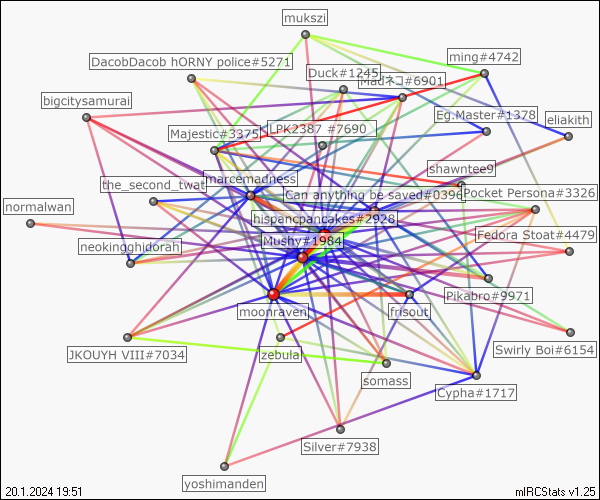 mukszi
DacobDacob hORNY police#5271
ming#4742
Duck#1245
Madネコ#6901
bigcitysamurai
Eg.Master#1378
eliakith
Majestic#3375
PK2387 #7690
shawntee9
marcemadness
the_second_twat
Can anything be saved#0396
Pocket Persona#3326
normalwan
hispancpancakes#2928
Fedora Stoat#4479
Mushy#1984
neokingghidorah
Pikabro#9971
moonraven
frisout
JKOUYH VIII#7034
zebula
Swirly Boi#6154
somass
Cypha#1717
Silver#7938
yoshimanden
20.1.2024 19:51
mIRCStats v1.25